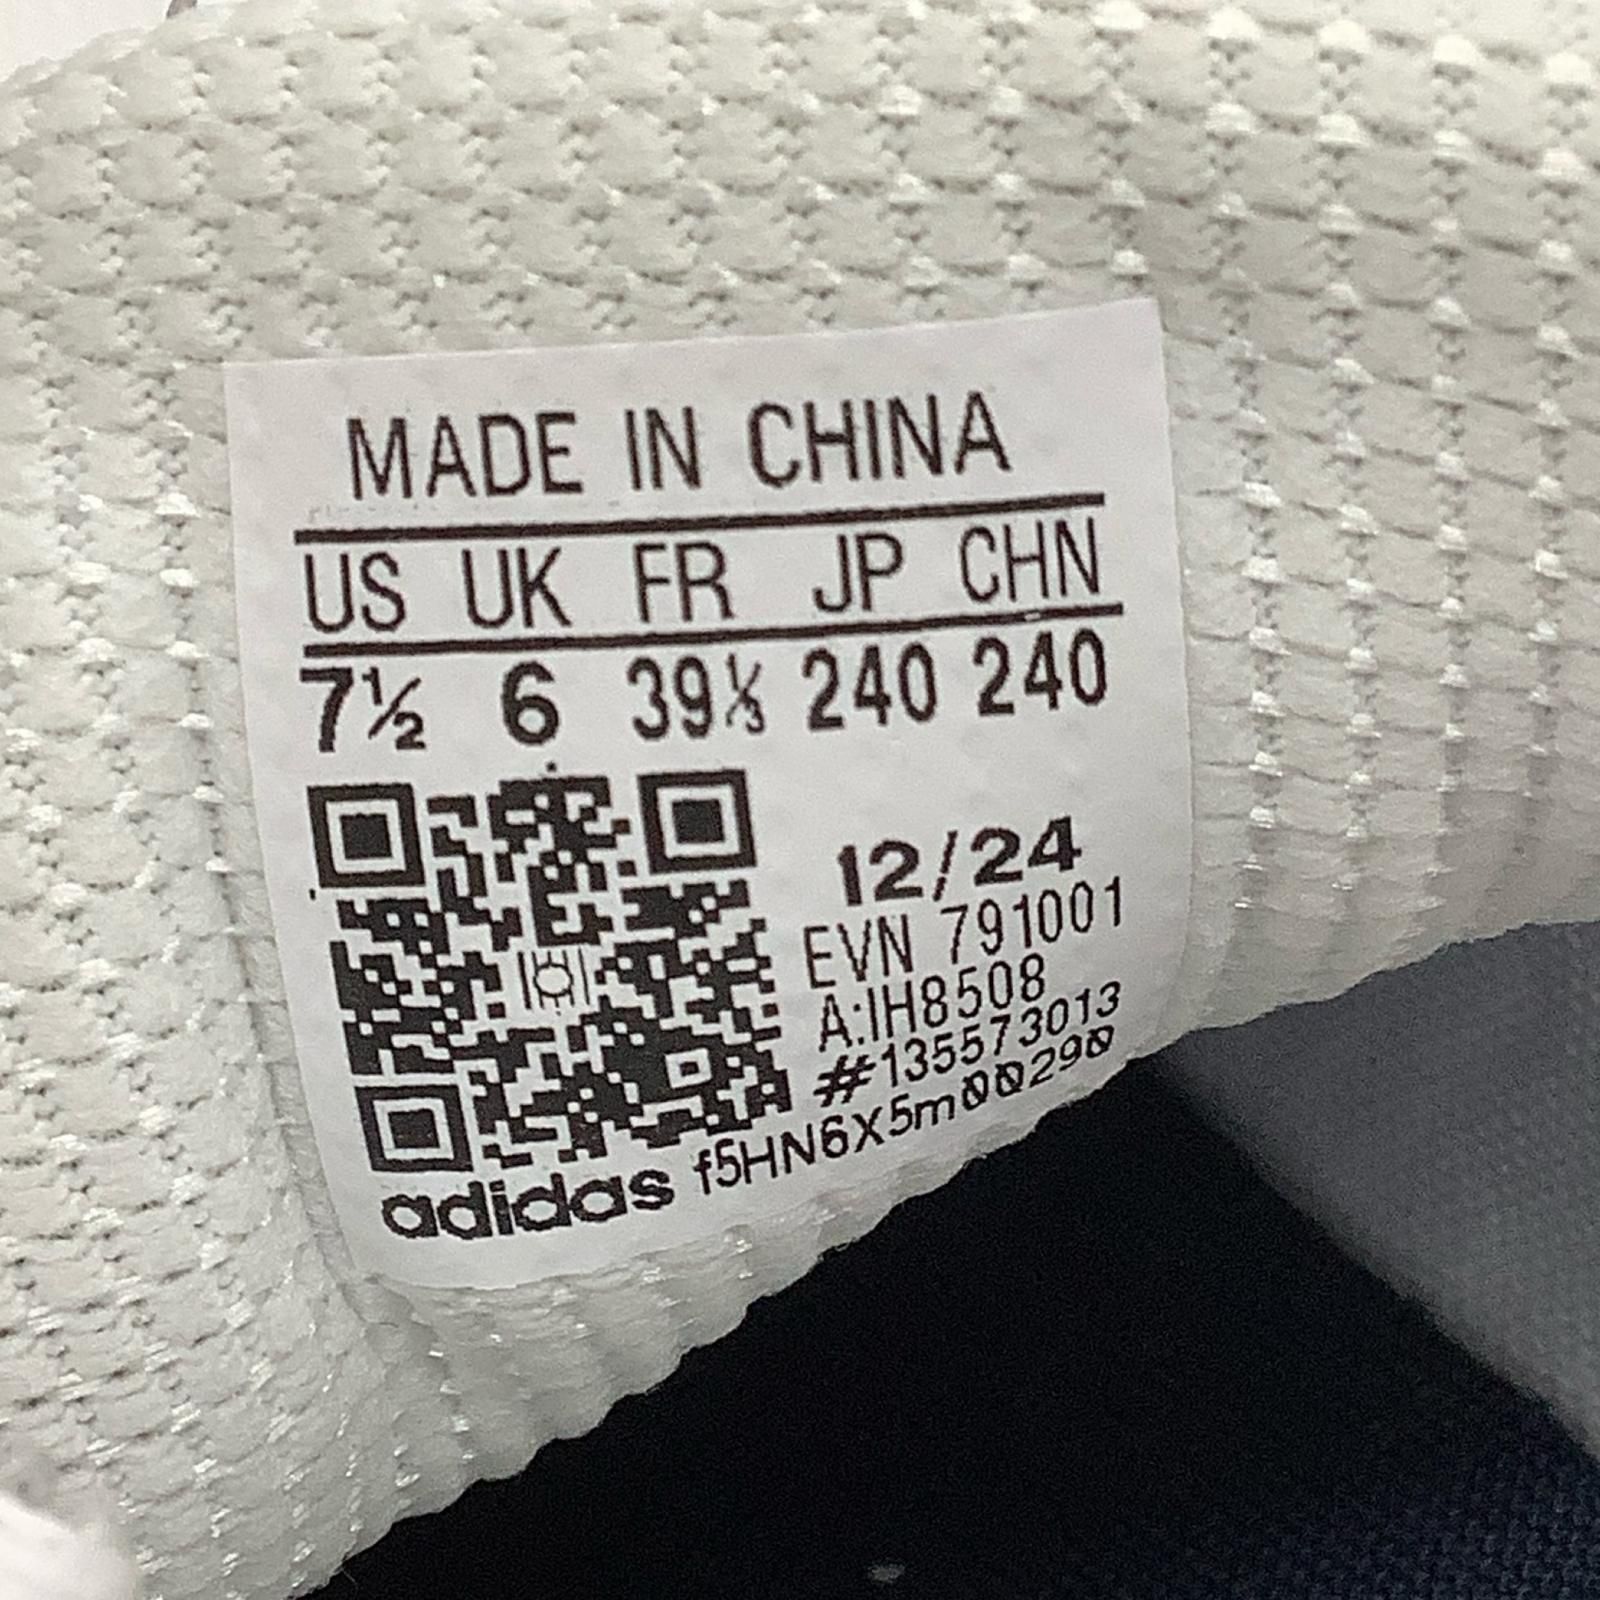 MADE IN CHINA
US UK FR JP CHN
7½ 6 39⅓ 240 240
12/24
EVN 791001
A:IH8508
#135573013
adidas f5HN6X5m00290